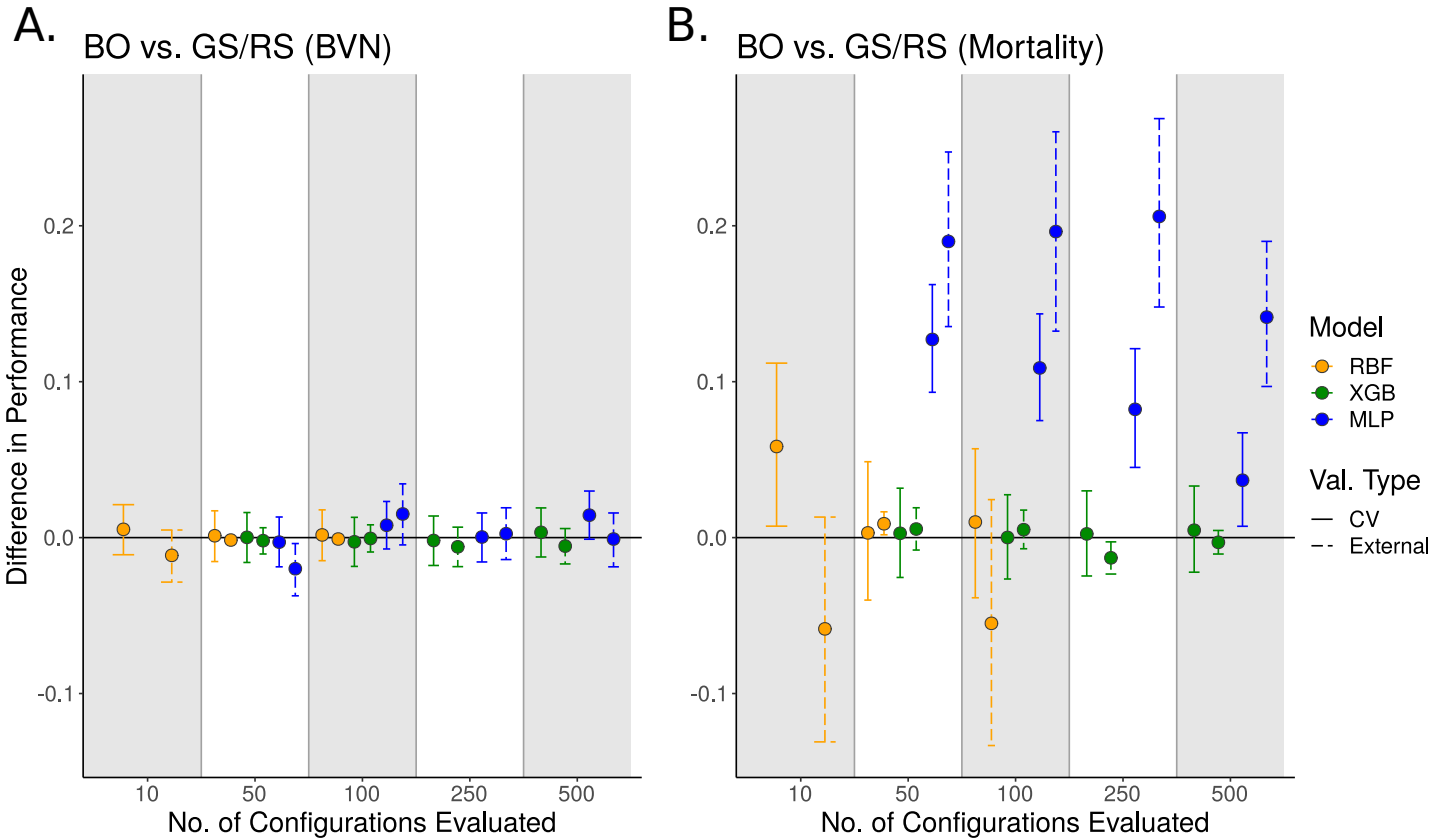 A.
BO vs. GS/RS (BVN)
Difference in Performance
0.2
0.1
0.0
-0.1
10 50 100 250 500
No. of Configurations Evaluated
B.
BO vs. GS/RS (Mortality)
0.2
0.1
0.0
-0.1
10 50 100 250 500
No. of Configurations Evaluated
Model
RBF
XGB
MLP
Val. Type
CV
External